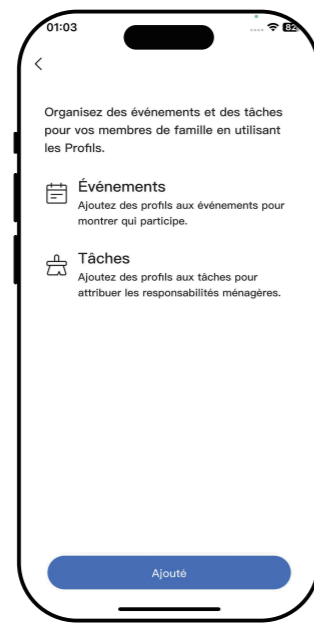 01:03
82
Organisez des événements et des tâches
pour vos membres de famille en utilisant
les Profils.
Événements
Ajoutez des profils aux événements pour
montrer qui participe.
Tâches
Ajoutez des profils aux tâches pour
attribuer les responsabilités ménagères.
Ajouté